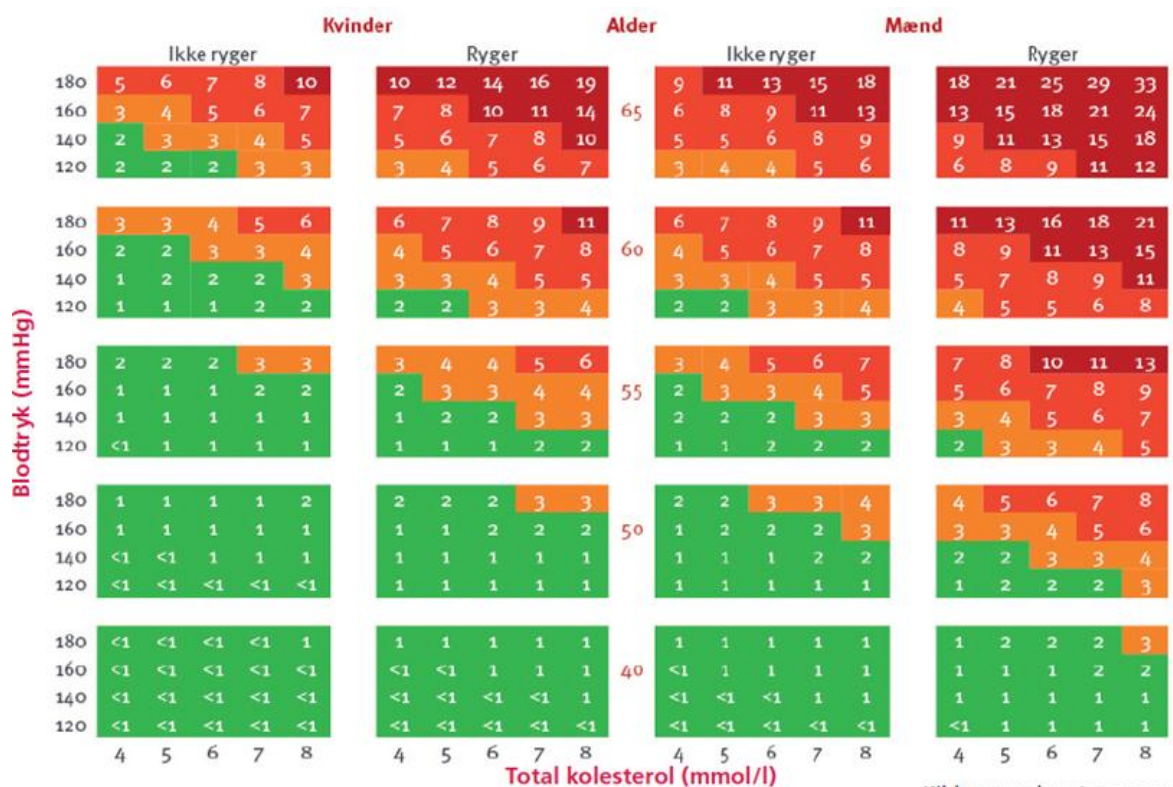 Kvinder Alder Mænd
Ikke ryger Ryger Ikke ryger Ryger
180 5 6 7 8 10 10 12 14 16 19 9 11 13 15 18 18 21 25 29 33
160 3 4 5 6 7 7 8 10 11 14 65 6 8 9 11 13 13 15 18 21 24
140 2 3 3 4 5 5 6 7 8 10 5 5 6 8 9 9 11 13 15 18
120 2 2 2 3 3 3 4 5 6 7 3 4 4 5 6 6 8 9 11 12
180 3 3 4 5 6 6 7 8 9 11 6 7 8 9 11 11 13 16 18 21
160 2 2 3 3 4 4 5 6 7 8 60 4 5 6 7 8 8 9 11 13 15
140 1 2 2 2 3 3 3 4 5 5 3 3 4 5 5 5 7 8 9 11
120 1 1 1 2 2 2 2 3 3 4 2 2 3 3 4 4 5 5 6 8
Blodtryk (mmHg)
180 2 2 2 3 3 3 4 4 5 6 3 4 5 6 7 7 8 10 11 13
160 1 1 1 2 2 2 3 3 4 4 55 2 3 3 4 5 5 6 7 8 9
140 1 1 1 1 1 1 2 2 3 3 2 2 2 3 3 3 4 5 6 7
120 <1 1 1 1 1 1 1 1 2 2 1 1 2 2 2 2 3 3 4 5
180 1 1 1 1 2 2 2 2 3 3 2 2 3 3 4 4 5 6 7 8
160 1 1 1 1 1 1 1 2 2 2 50 1 2 2 2 3 3 3 4 5 6
140 <1 <1 1 1 1 1 1 1 1 1 1 1 1 2 2 2 2 3 3 4
120 <1 <1 <1 <1 <1 1 1 1 1 1 1 1 1 1 1 1 2 2 2 3
180 <1 <1 <1 <1 1 1 1 1 1 1 1 1 1 1 1 1 2 2 2 3
160 <1 <1 <1 <1 <1 <1 <1 1 1 1 40 <1 1 1 1 1 1 1 1 2 2
140 <1 <1 <1 <1 <1 <1 <1 <1 <1 1 <1 <1 1 1 1 1 1 1 1 1
120 <1 <1 <1 <1 <1 <1 <1 <1 <1 <1 <1 <1 <1 <1 <1 <1 1 1 1 1
4 5 6 7 8 4 5 6 7 8 4 5 6 7 8 4 5 6 7 8
Total kolesterol (mmol/l)